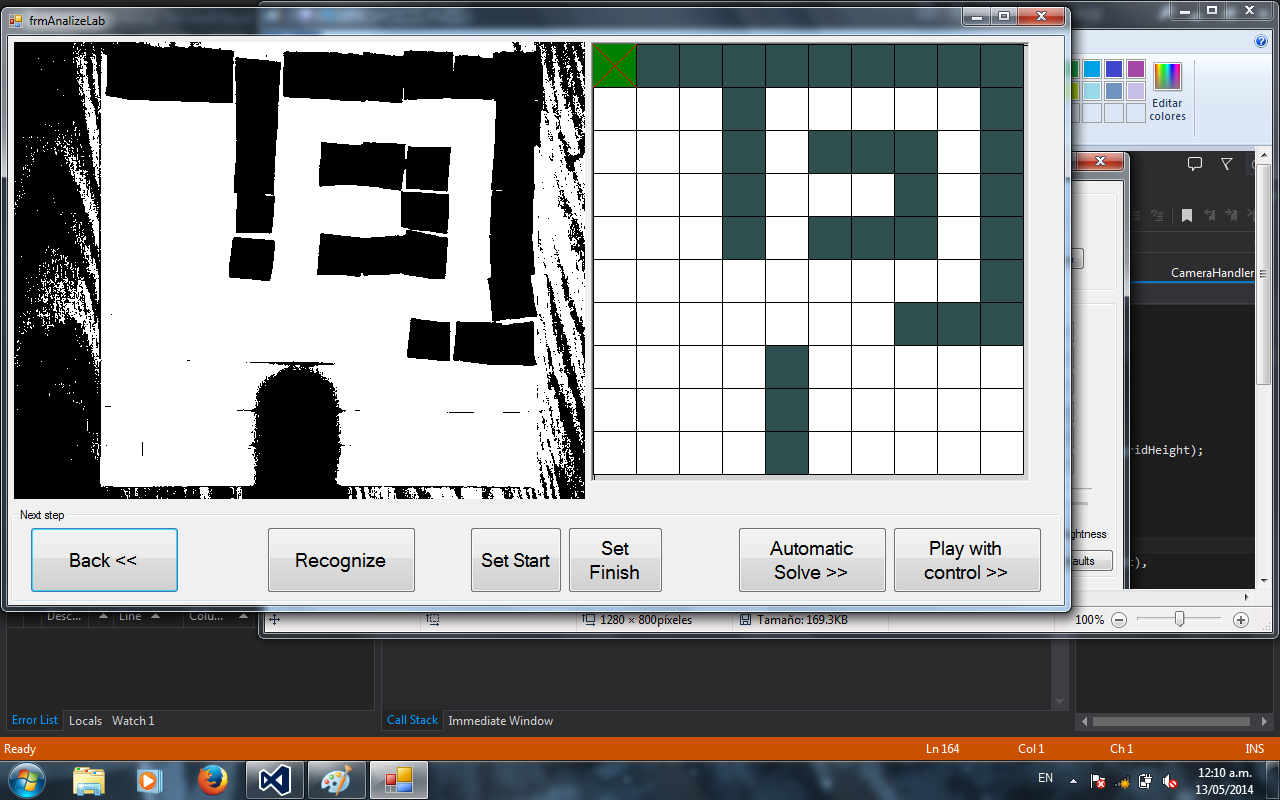 frmAnalizeLab
Editar
colores
CameraHandler
ridHeight);
Next step
Back <<
Recognize
Set Start
Set
Finish
Automatic
Solve >>
Play with
control >>
ghtness
aults
t),
1280 × 800píxeles
Tamaño: 169.3KB
100%
Desc...
Line
Colu...
Error List
Locals
Watch 1
Call Stack
Immediate Window
Ready
Ln 164
Col 1
Ch 1
INS
EN
12:10 a.m.
13/05/2014